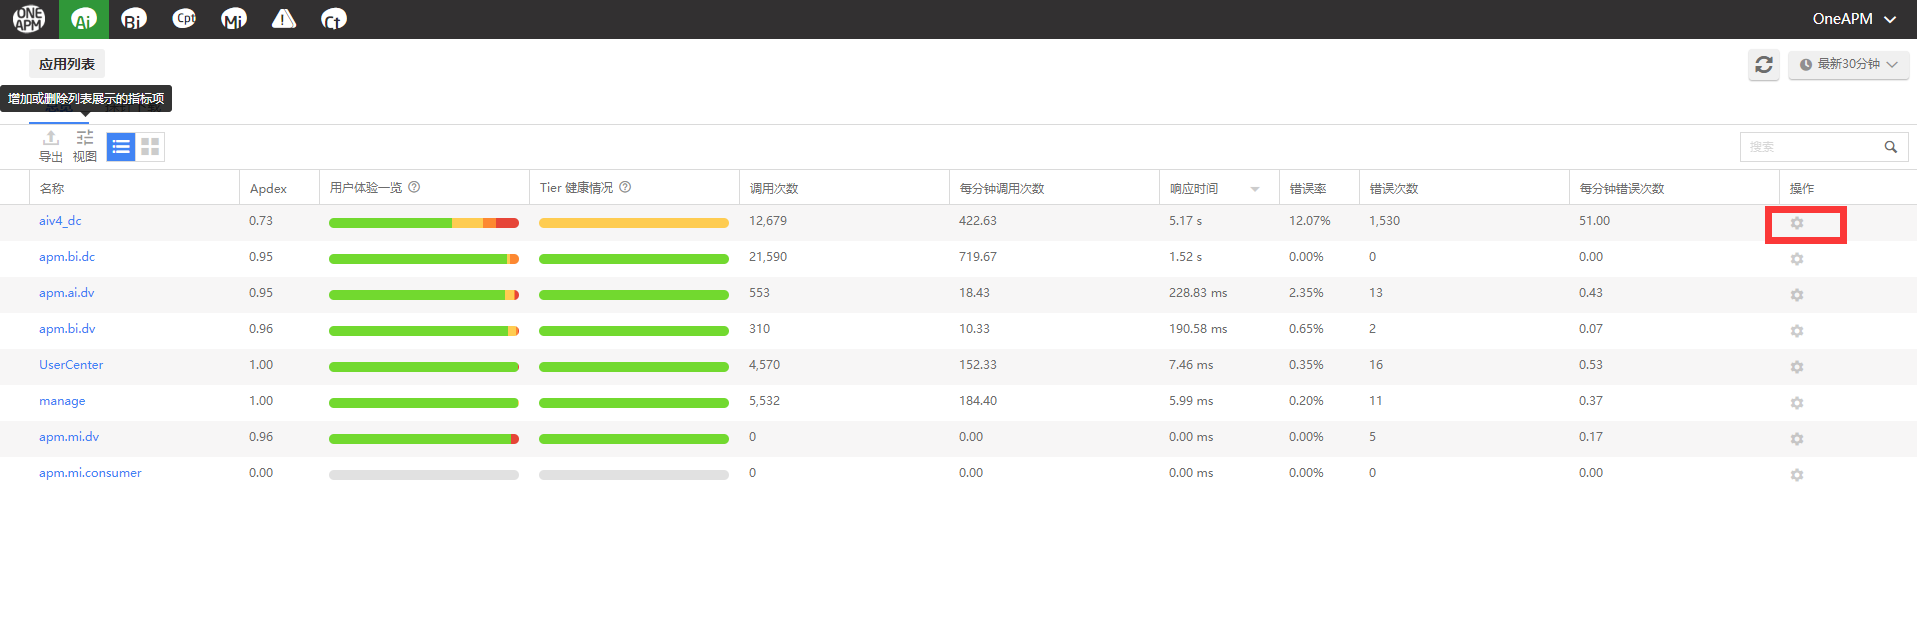 ONE APM Ai Bi Cpt Mi ! Ct OneAPM
应用列表 最新30分钟
增加或删除列表展示的指标项
导出 视图 搜索
名称 Apdex 用户体验一览 ? Tier 健康情况 ? 调用次数 每分钟调用次数 响应时间 错误率 错误次数 每分钟错误次数 操作
aiv4_dc 0.73 12,679 422.63 5.17 s 12.07% 1,530 51.00
apm.bi.dc 0.95 21,590 719.67 1.52 s 0.00% 0 0.00
apm.ai.dv 0.95 553 18.43 228.83 ms 2.35% 13 0.43
apm.bi.dv 0.96 310 10.33 190.58 ms 0.65% 2 0.07
UserCenter 1.00 4,570 152.33 7.46 ms 0.35% 16 0.53
manage 1.00 5,532 184.40 5.99 ms 0.20% 11 0.37
apm.mi.dv 0.96 0 0.00 0.00 ms 0.00% 5 0.17
apm.mi.consumer 0.00 0 0.00 0.00 ms 0.00% 0 0.00